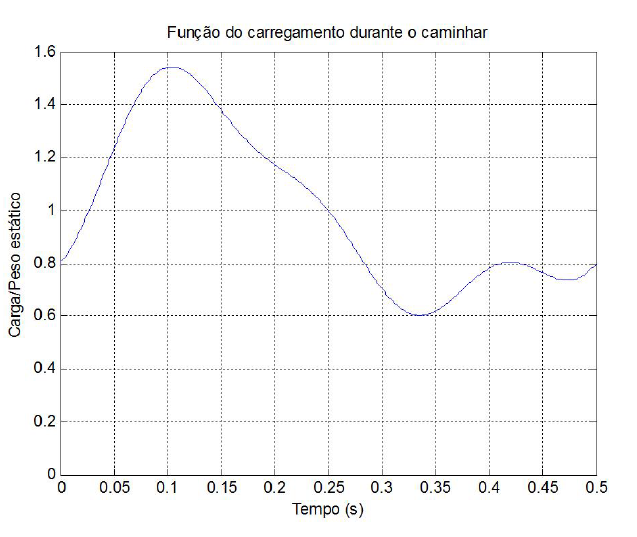 Função do carregamento durante o caminhar
1.6
1.4
1.2
1
0.8
0.6
0.4
0.2
0
Carga/Peso estático
0 0.05 0.1 0.15 0.2 0.25 0.3 0.35 0.4 0.45 0.5
Tempo (s)